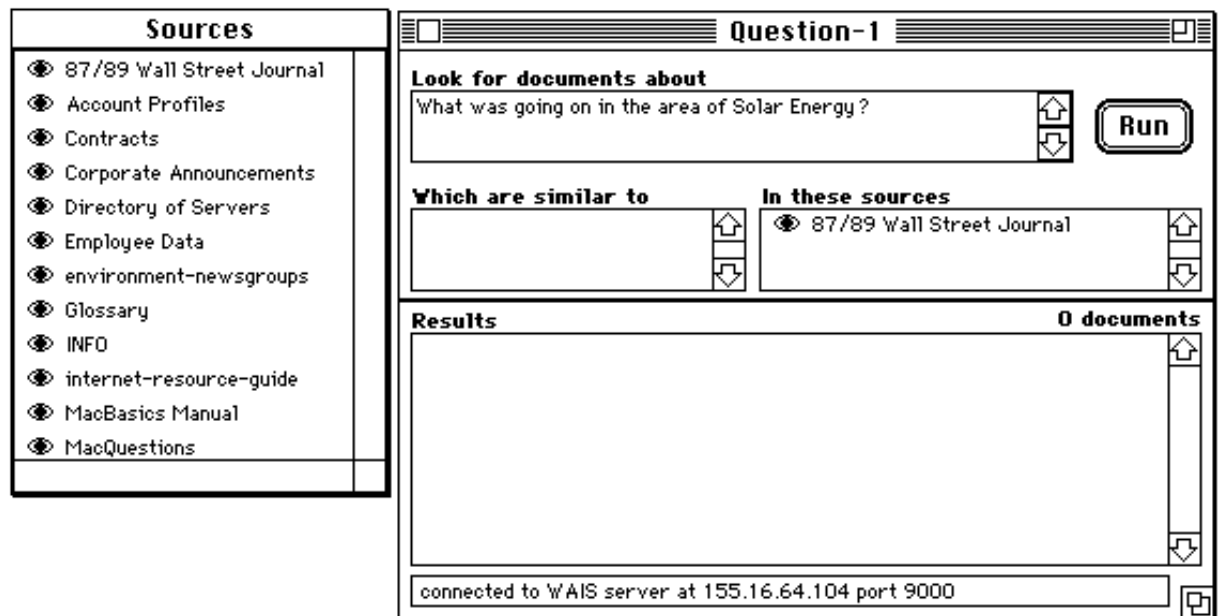 Sources
87/89 Wall Street Journal
Account Profiles
Contracts
Corporate Announcements
Directory of Servers
Employee Data
environment-newsgroups
Glossary
INFO
internet-resource-guide
MacBasics Manual
MacQuestions
Question-1
Look for documents about
What was going on in the area of Solar Energy?
Run
Which are similar to
In these sources
87/89 Wall Street Journal
Results
0 documents
connected to WAIS server at 155.16.64.104 port 9000